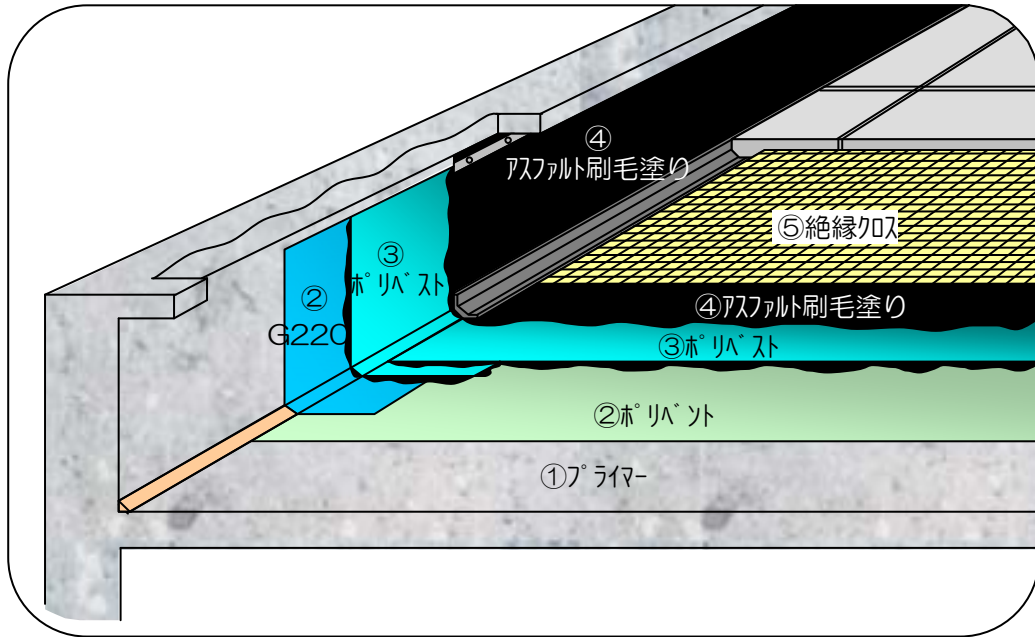 ④
ｱｽﾌｧﾙﾄ刷毛塗り
⑤絶縁ｸﾛｽ
③
ﾎﾟﾘﾍﾞｽﾄ
②
G220
④ｱｽﾌｧﾙﾄ刷毛塗り
③ﾎﾟﾘﾍﾞｽﾄ
②ﾎﾟﾘﾍﾞﾝﾄ
①ﾌﾟﾗｲﾏｰ